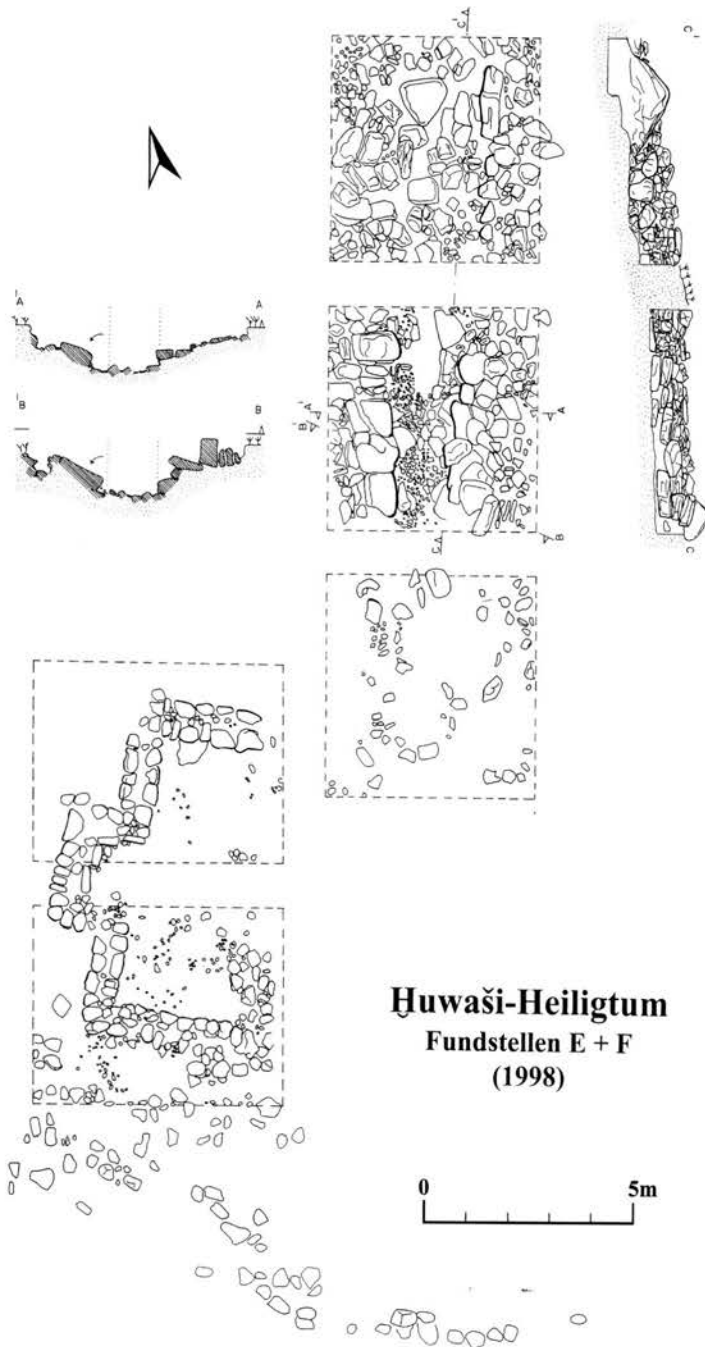 C' C'
'A A
'B B
A'
B' A
C B C
Ḫuwaši-Heiligtum
Fundstellen E + F
(1998)
0 5m